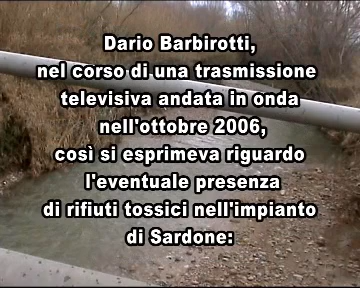 Dario Barbirotti,
nel corso di una trasmissione
televisiva andata in onda
nell'ottobre 2006,
così si esprimeva riguardo
l'eventuale presenza
di rifiuti tossici nell'impianto
di Sardone: